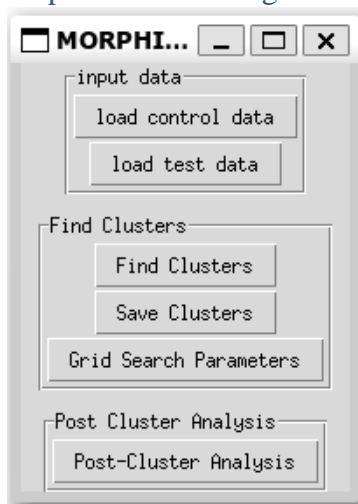 MORPHI...
input data
load control data
load test data
Find Clusters
Find Clusters
Save Clusters
Grid Search Parameters
Post Cluster Analysis
Post-Cluster Analysis